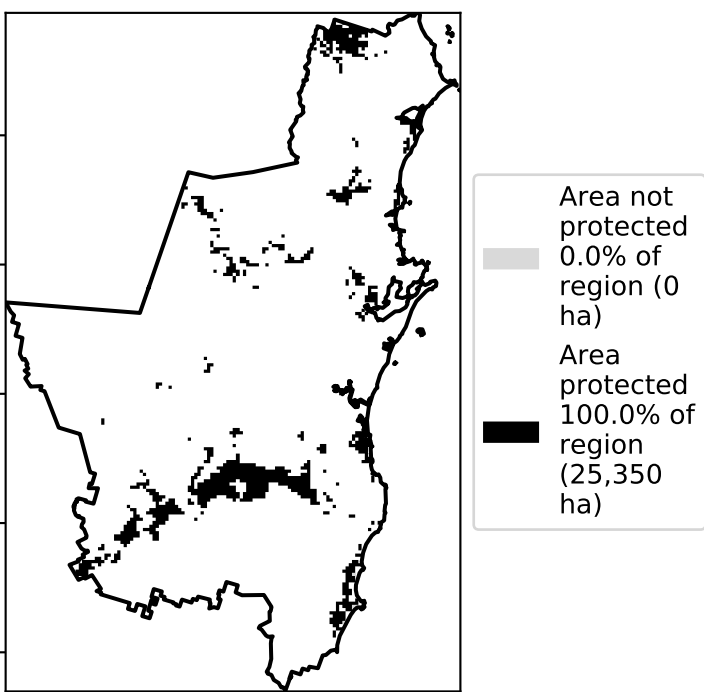 Area not
protected
0.0% of
region (0
ha)
Area
protected
100.0% of
region
(25,350
ha)